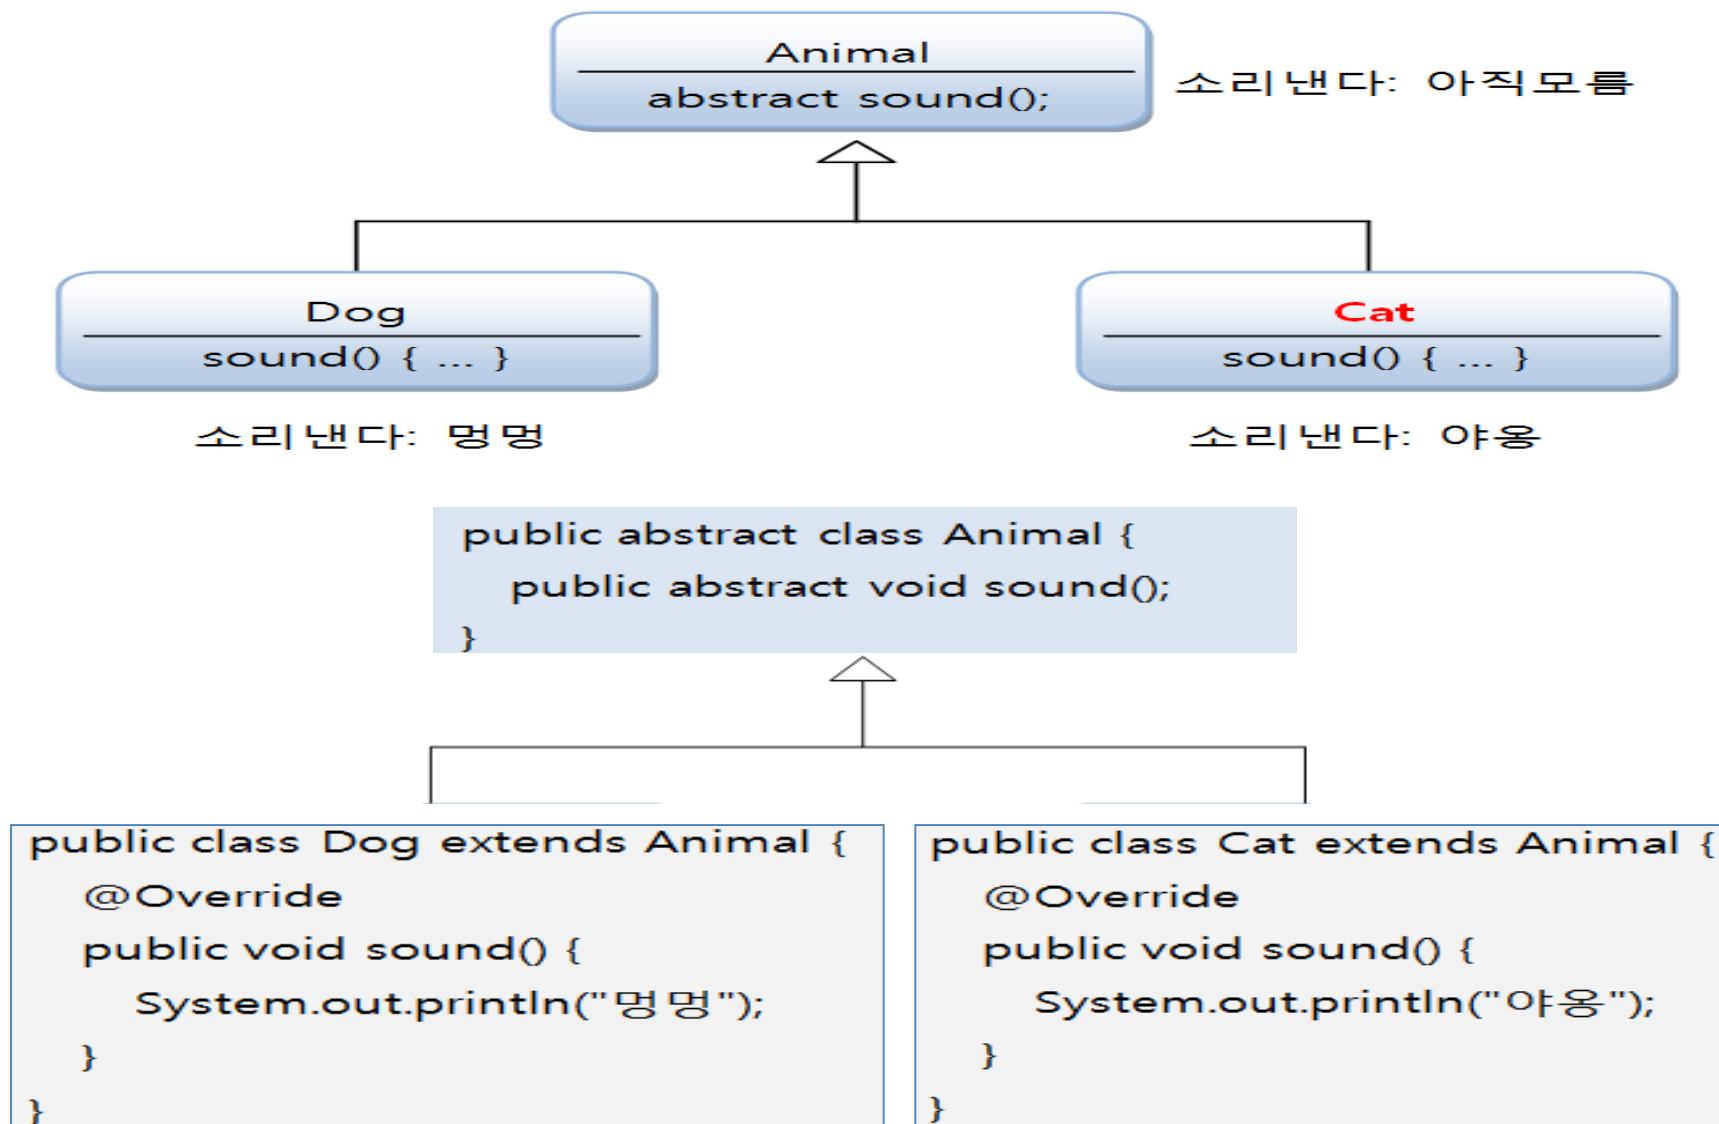 Animal
abstract sound();
소리낸다: 아직모름
Dog
sound() { ... }
소리낸다: 멍멍
Cat
sound() { ... }
소리낸다: 야옹
public abstract class Animal {
public abstract void sound();
}
public class Dog extends Animal {
@Override
public void sound() {
System.out.println("멍멍");
}
}
public class Cat extends Animal {
@Override
public void sound() {
System.out.println("야옹");
}
}